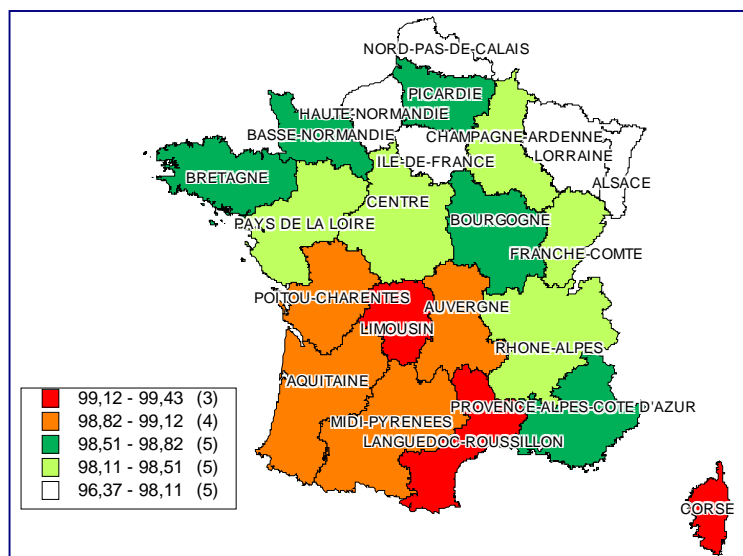 NORD-PAS-DE-CALAIS
PICARDIE
HAUTE-NORMANDIE
BASSE-NORMANDIE
CHAMPAGNE-ARDENNE
ILE-DE-FRANCE
LORRAINE
ALSACE
BRETAGNE
CENTRE
BOURGOGNE
PAYS DE LA LOIRE
FRANCHE-COMTE
POITOU-CHARENTES
AUVERGNE
LIMOUSIN
RHONE-ALPES
AQUITAINE
PROVENCE-ALPES-COTE D'AZUR
MIDI-PYRENEES
LANGUEDOC-ROUSSILLON
CORSE
99,12 - 99,43 (3)
98,82 - 99,12 (4)
98,51 - 98,82 (5)
98,11 - 98,51 (5)
96,37 - 98,11 (5)